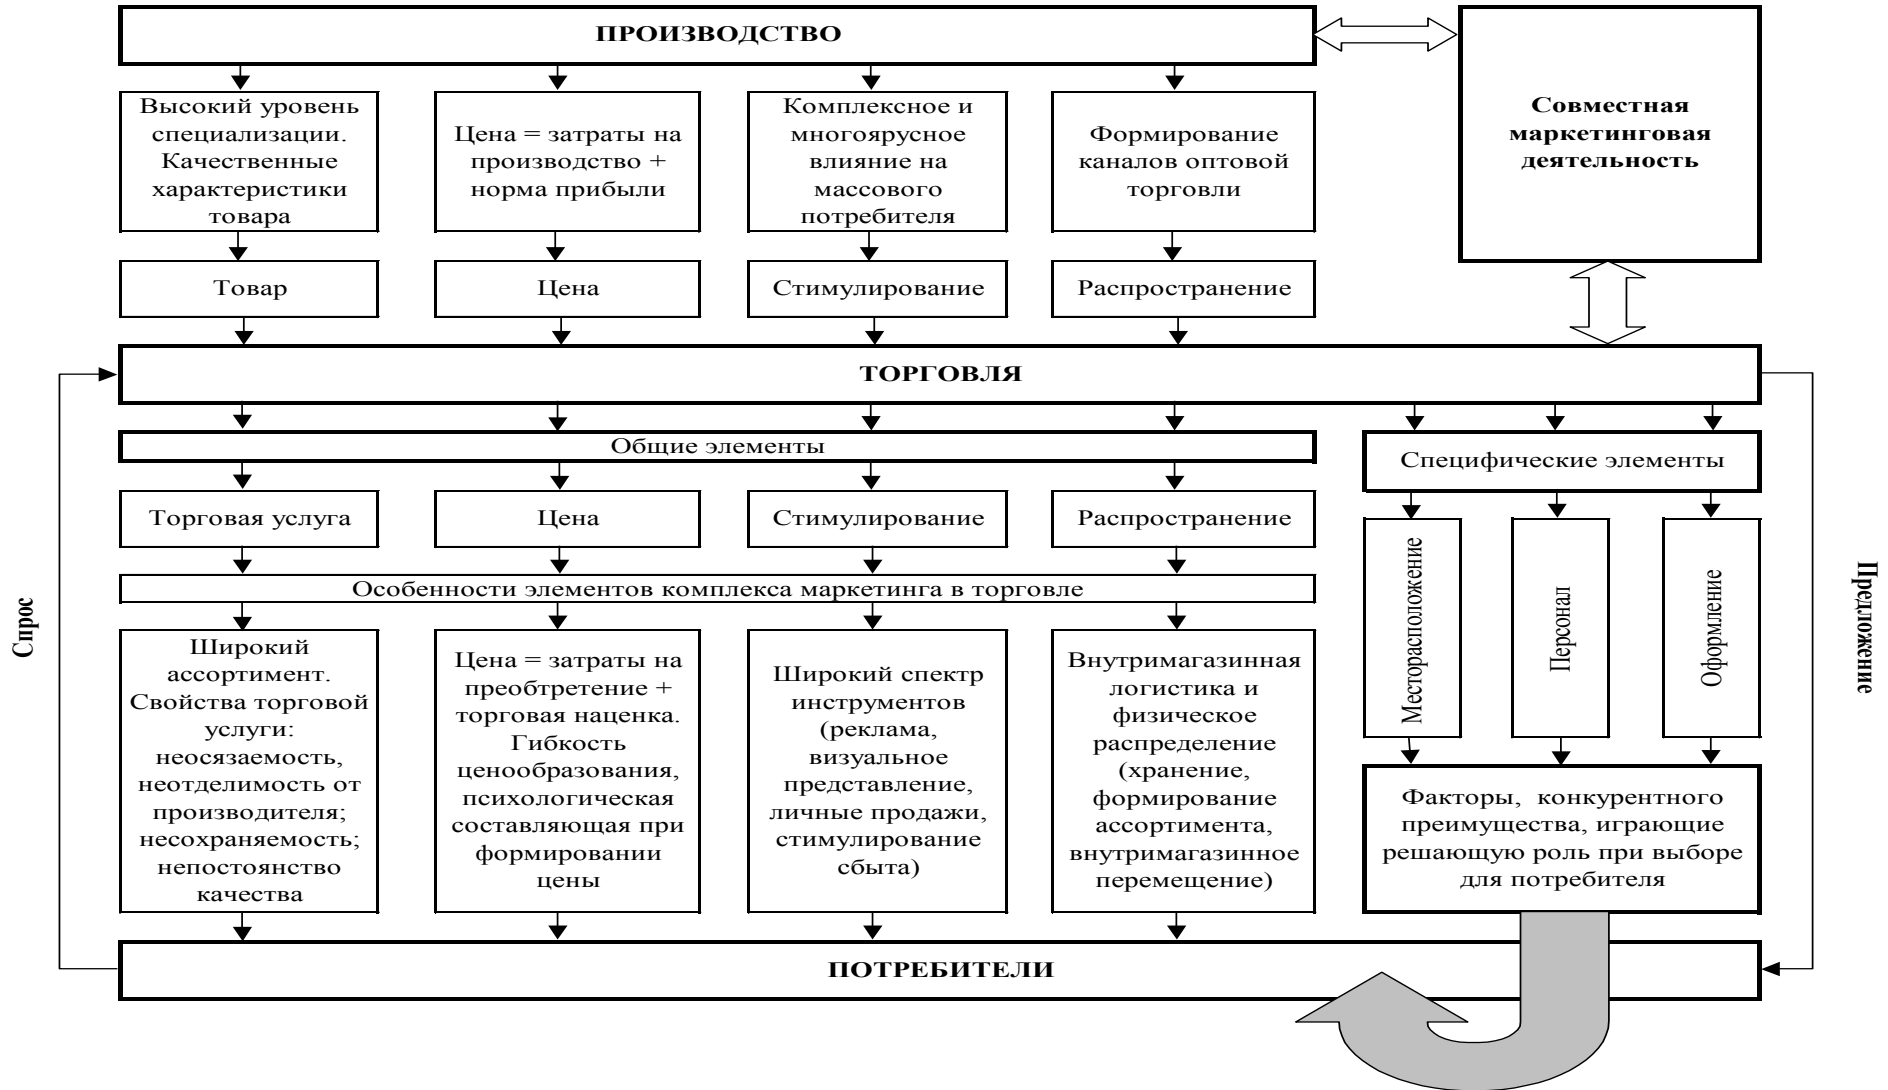 ПРОИЗВОДСТВО
Совместная
маркетинговая
деятельность
Высокий уровень
специализации.
Качественные
характеристики
товара
Цена = затраты на
производство +
норма прибыли
Комплексное и
многоярусное
влияние на
массового
потребителя
Формирование
каналов оптовой
торговли
Товар
Цена
Стимулирование
Распространение
ТОРГОВЛЯ
Общие элементы
Специфические элементы
Торговая услуга
Цена
Стимулирование
Распространение
Месторасположение
Персонал
Оформление
Особенности элементов комплекса маркетинга в торговле
Широкий
ассортимент.
Свойства торговой
услуги:
неосязаемость,
неотделимость от
производителя;
несохраняемость;
непостоянство
качества
Цена = затраты на
преобтретение +
торговая наценка.
Гибкость
ценообразования,
психологическая
составляющая при
формировании
цены
Широкий спектр
инструментов
(реклама,
визуальное
представление,
личные продажи,
стимулирование
сбыта)
Внутримагазинная
логистика и
физическое
распределение
(хранение,
формирование
ассортимента,
внутримагазинное
перемещение)
Факторы, конкурентного
преимущества, играющие
решающую роль при выборе
для потребителя
ПОТРЕБИТЕЛИ
Спрос
Предложение